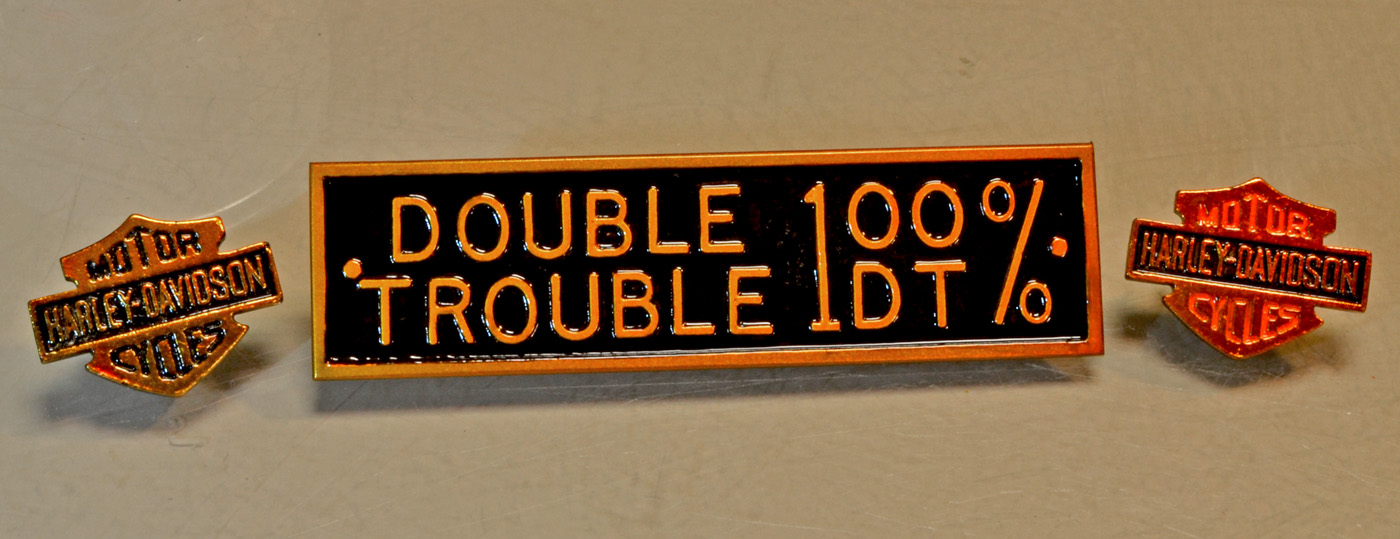 MOTOR
HARLEY-DAVIDSON
CYCLES
DOUBLE 100%
TROUBLE 1DT
MOTOR
HARLEY-DAVIDSON
CYCLES